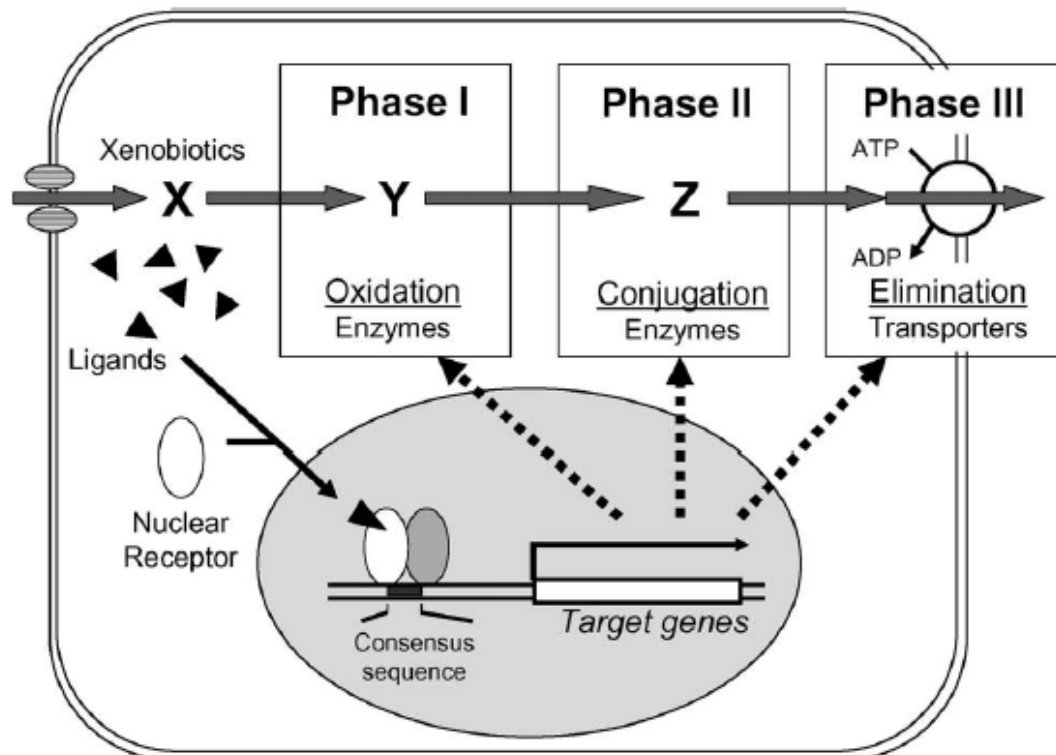 Phase I
Phase II
Phase III
Xenobiotics
ATP
X
Y
Z
ADP
Oxidation
Enzymes
Conjugation
Enzymes
Elimination
Transporters
Ligands
Nuclear
Receptor
Target genes
Consensus
sequence